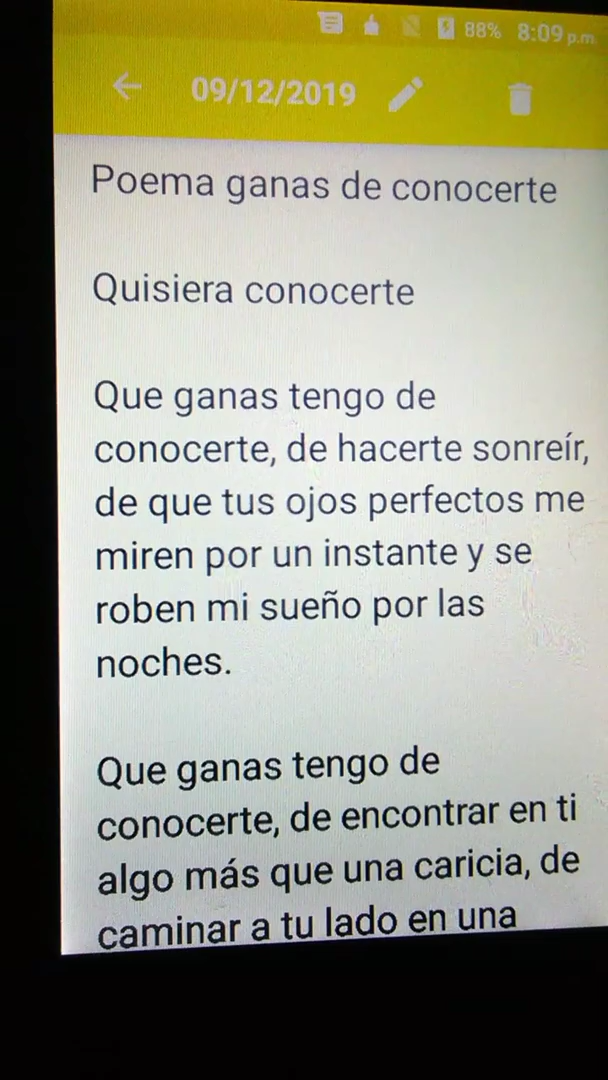 88% 8:09 p.m.
09/12/2019
Poema ganas de conocerte
Quisiera conocerte
Que ganas tengo de
conocerte, de hacerte sonreír,
de que tus ojos perfectos me
miren por un instante y se
roben mi sueño por las
noches.
Que ganas tengo de
conocerte, de encontrar en ti
algo más que una caricia, de
caminar a tu lado en una